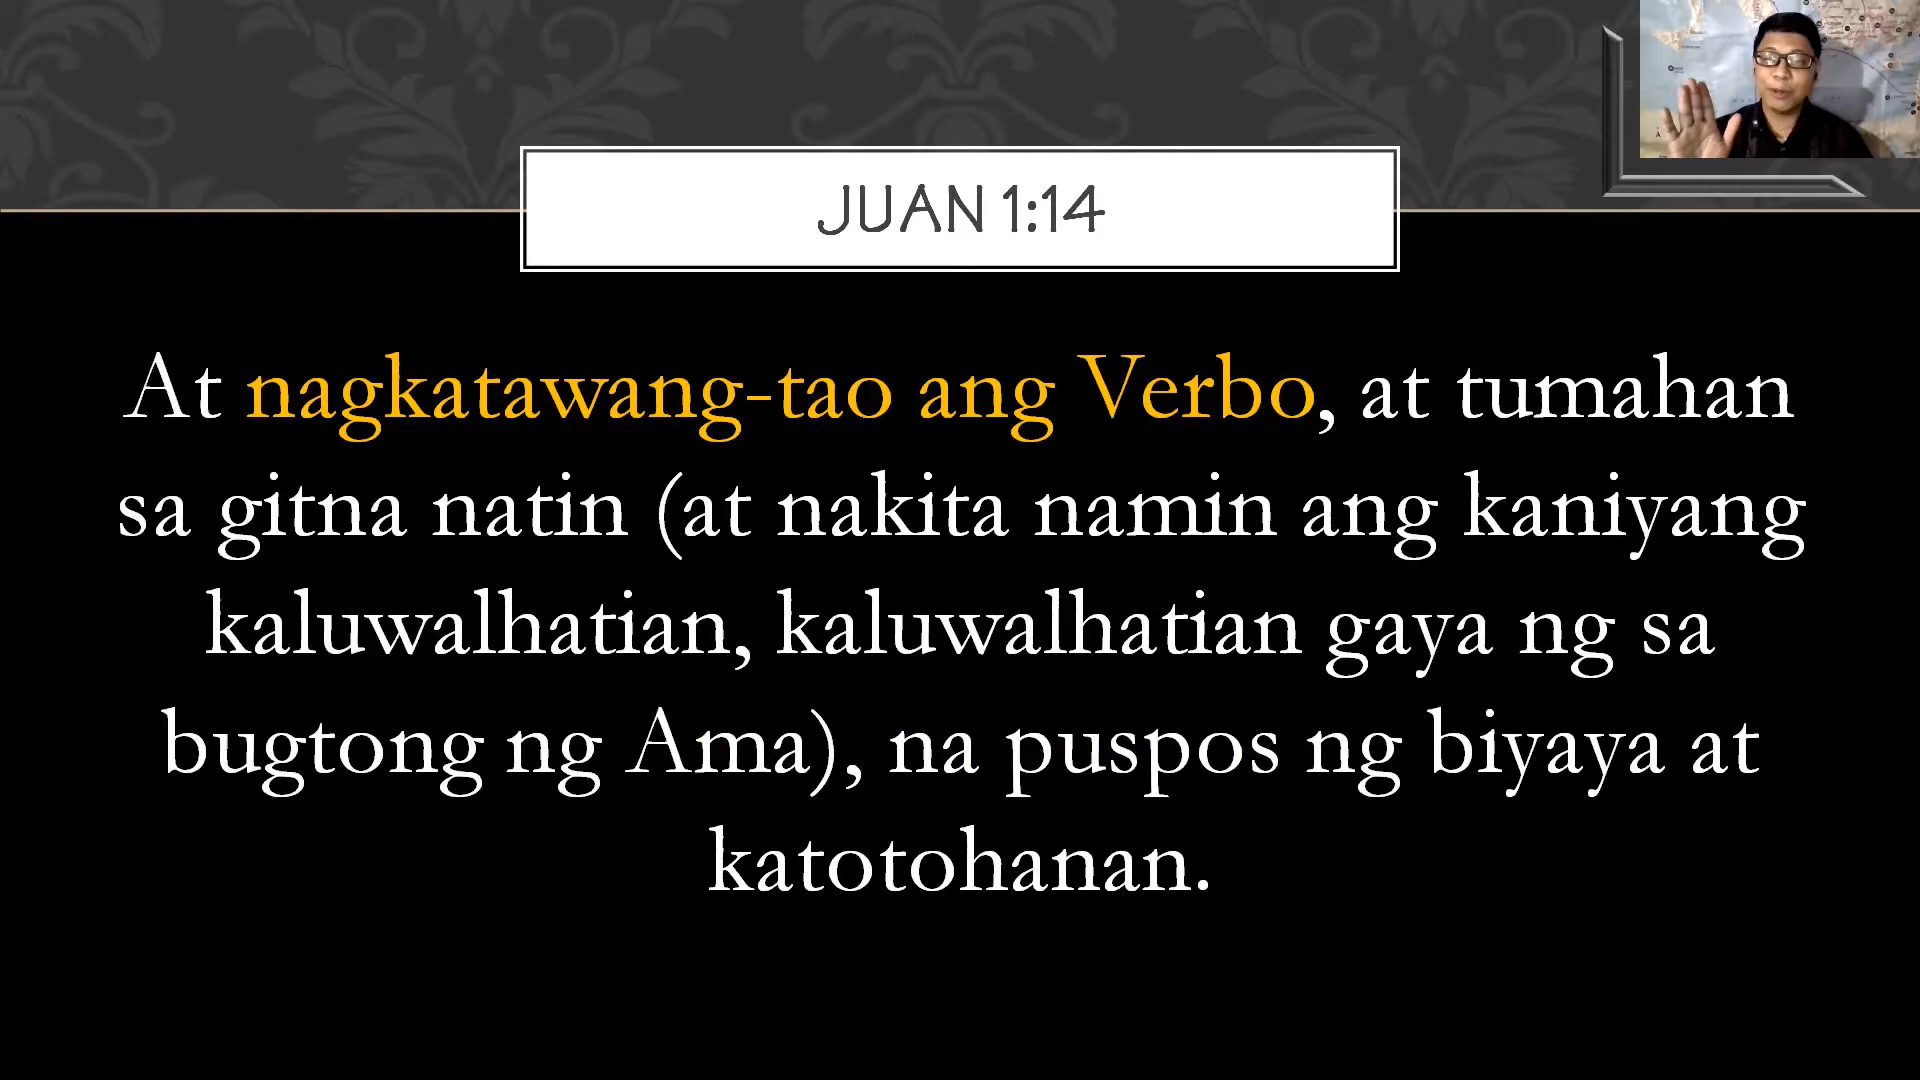 JUAN 1:14
At nagkatawang-tao ang Verbo, at tumahan
sa gitna natin (at nakita namin ang kaniyang
kaluwalhatian, kaluwalhatian gaya ng sa
bugtong ng Ama), na puspos ng biyaya at
katotohanan.